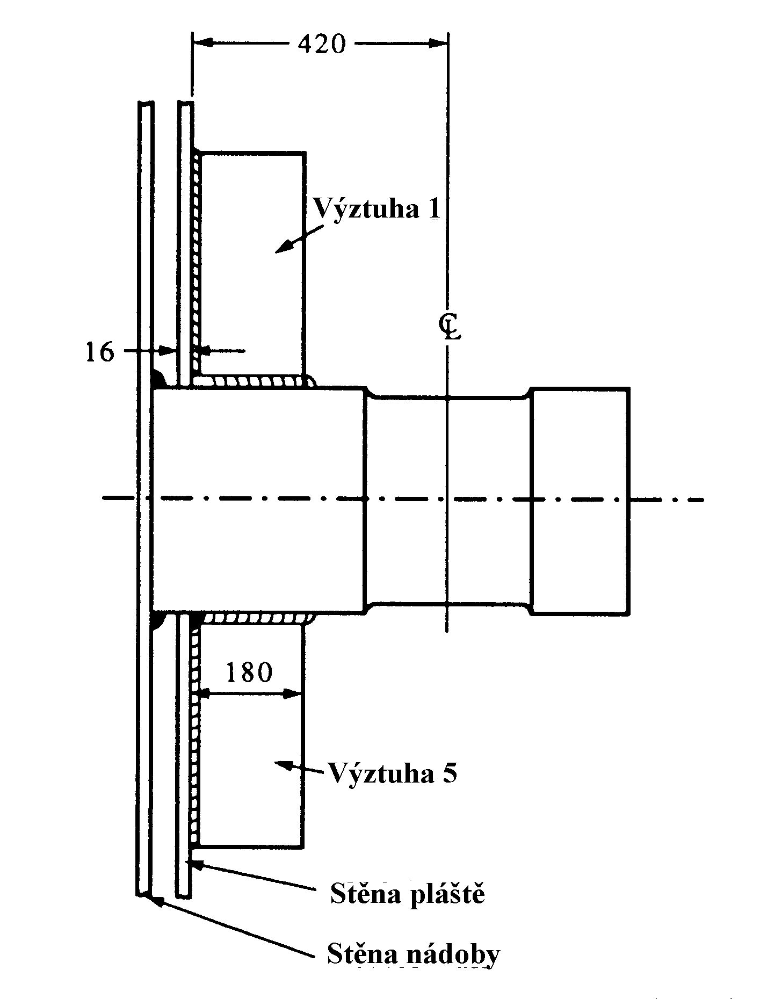 420
Výztuha 1
℄
16
180
Výztuha 5
Stěna pláště
Stěna nádoby